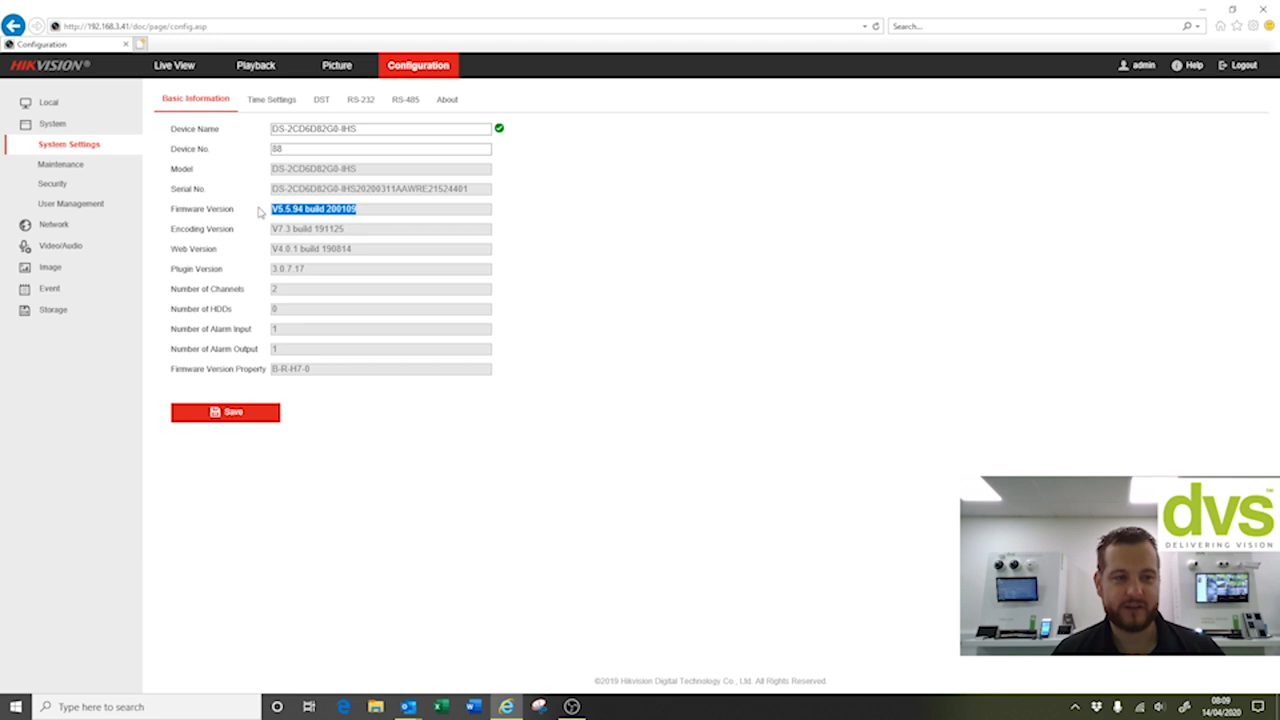 http://192.168.3.41/doc/page/config.asp
Search...
Configuration
HIKVISION®
Live View
Playback
Picture
Configuration
admin
Help
Logout
Local
System
System Settings
Maintenance
Security
User Management
Network
Video/Audio
Image
Event
Storage
Basic Information
Time Settings
DST
RS-232
RS-485
About
Device Name
DS-2CD6D82G0-IHS
Device No.
88
Model
DS-2CD6D82G0-IHS
Serial No.
DS-2CD6D82G0-IHS20200311AAWRE21524401
Firmware Version
V5.5.94 build 200109
Encoding Version
V7.3 build 191125
Web Version
V4.0.1 build 190814
Plugin Version
3.0.7.17
Number of Channels
2
Number of HDDs
0
Number of Alarm Input
1
Number of Alarm Output
1
Firmware Version Property
B-R-H7-0
Save
dvs™
DELIVERING VISION
©2019 Hikvision Digital Technology Co., Ltd. All Rights Reserved.
Type here to search
08:09
14/04/2020